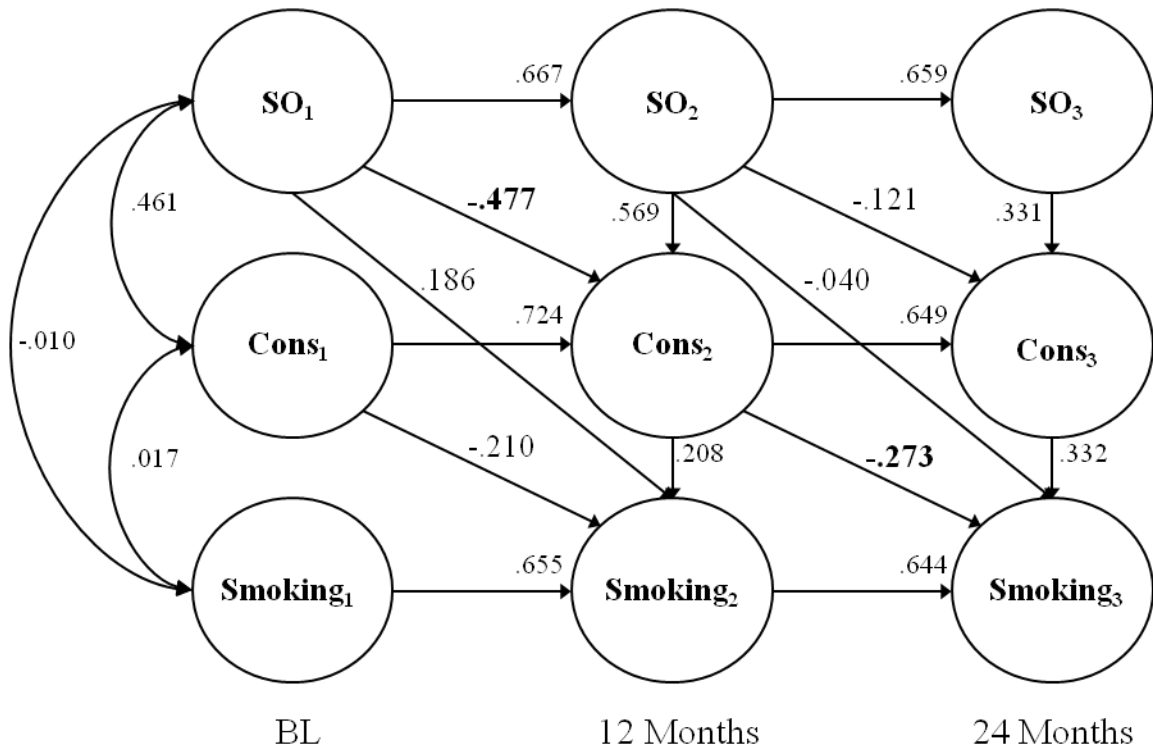 .667
.659
SO₁
SO₂
SO₃
.461
-.477
.569
-.121
.331
.186
-.040
.724
.649
-.010
Cons₁
Cons₂
Cons₃
.017
-.210
.208
-.273
.332
.655
.644
Smoking₁
Smoking₂
Smoking₃
BL
12 Months
24 Months